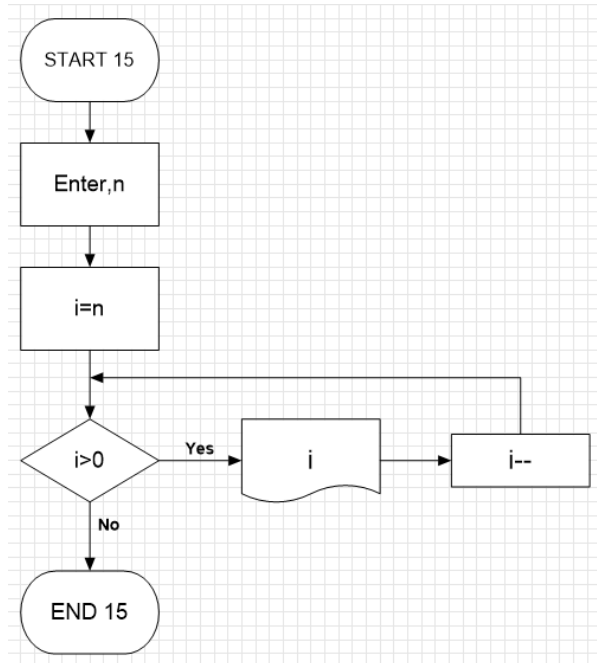 START 15
Enter,n
i=n
i>0
Yes
i
i--
No
END 15